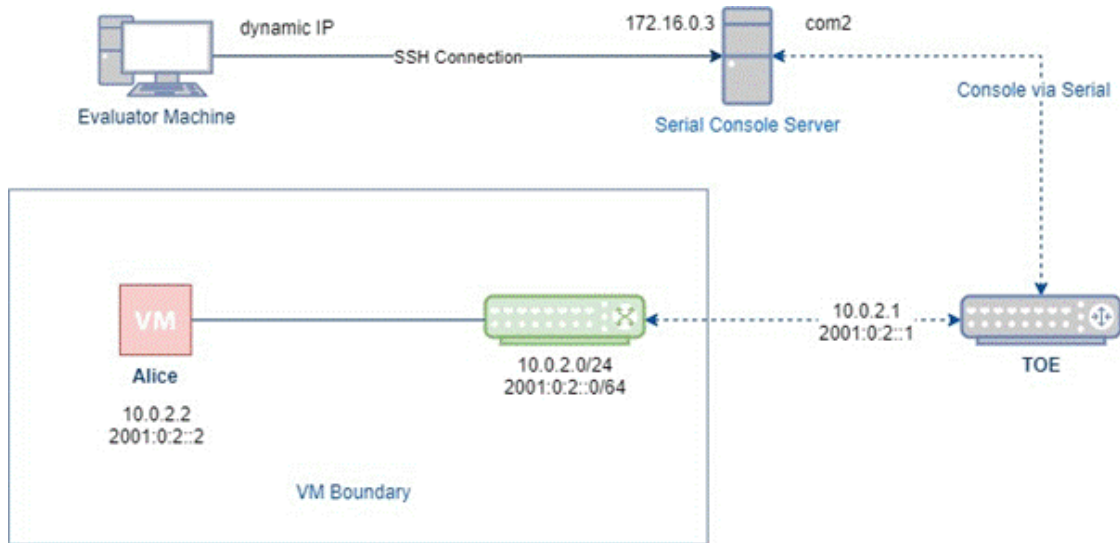 dynamic IP
172.16.0.3
com2
SSH Connection
Console via Serial
Evaluator Machine
Serial Console Server
VM
Alice
10.0.2.2
2001:0:2::2
10.0.2.0/24
2001:0:2::0/64
10.0.2.1
2001:0:2::1
TOE
VM Boundary